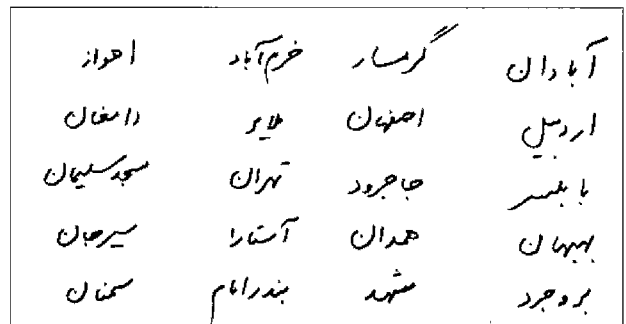 آبادان گرمسار خرم‌آباد اهواز
اردبیل اصفهان ملایر دامغان
بابلسر جاجرود تهران مسجدسلیمان
بهبهان همدان آستارا سیرجان
بروجرد مشهد بندرامام سمنان